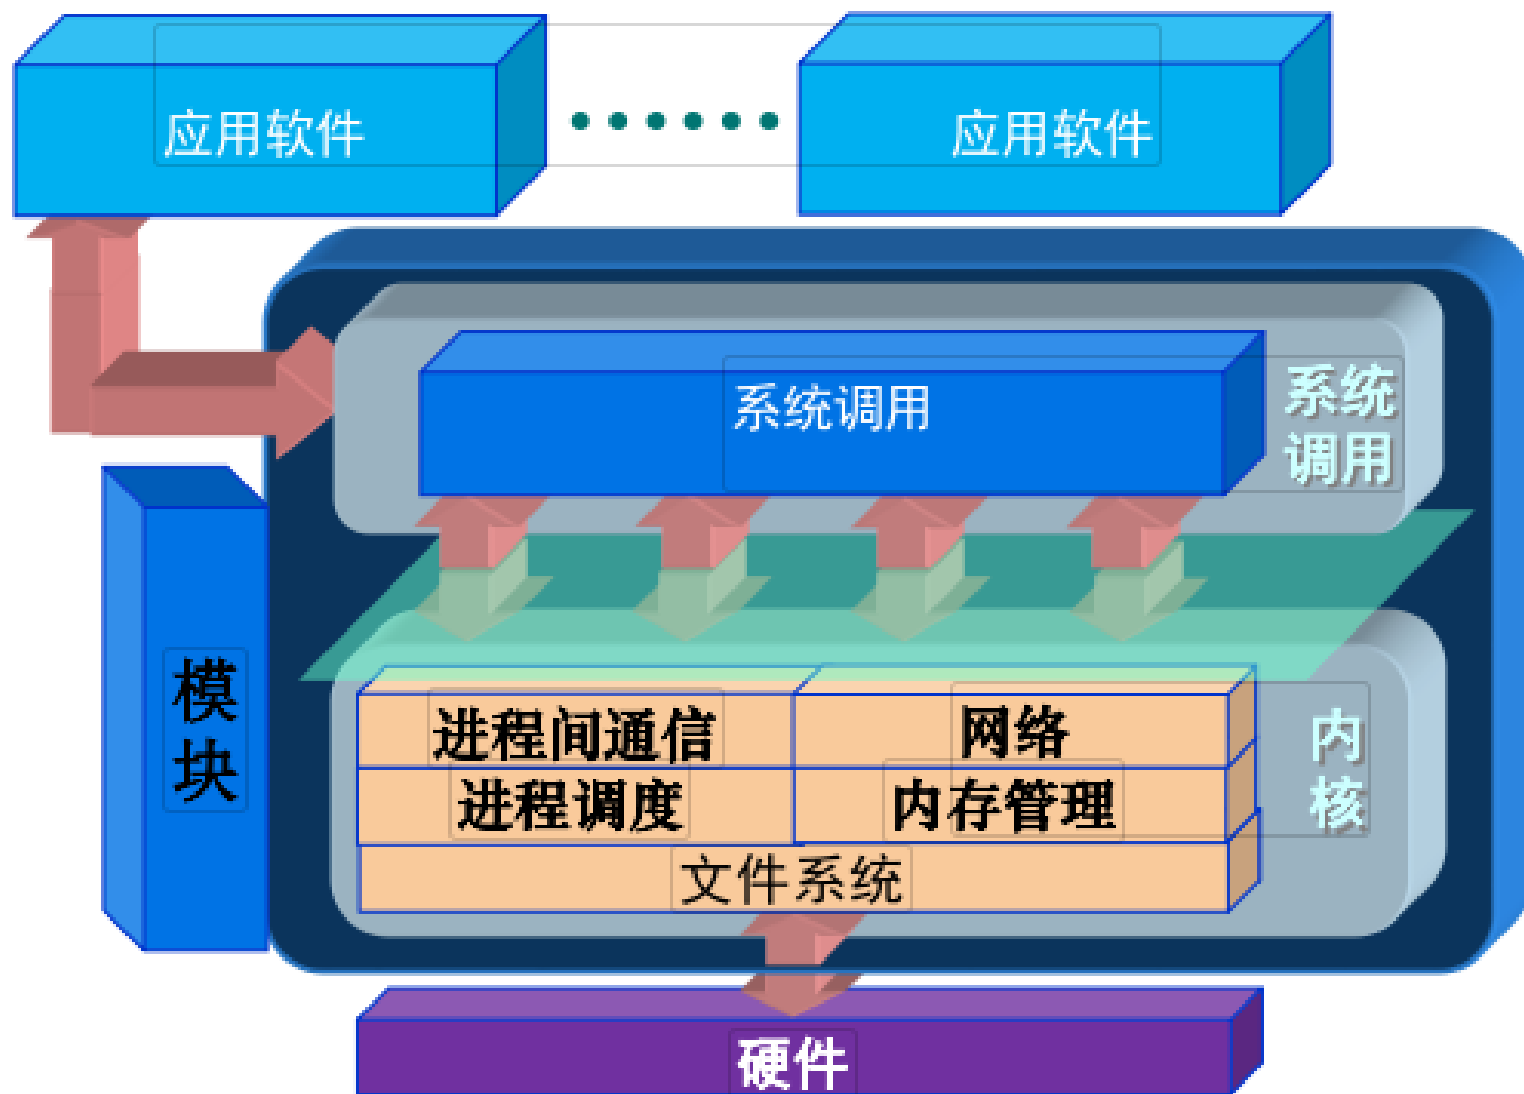 应用软件
应用软件
系统调用
系统
调用
模
块
进程间通信
网络
内
核
进程调度
内存管理
文件系统
硬件